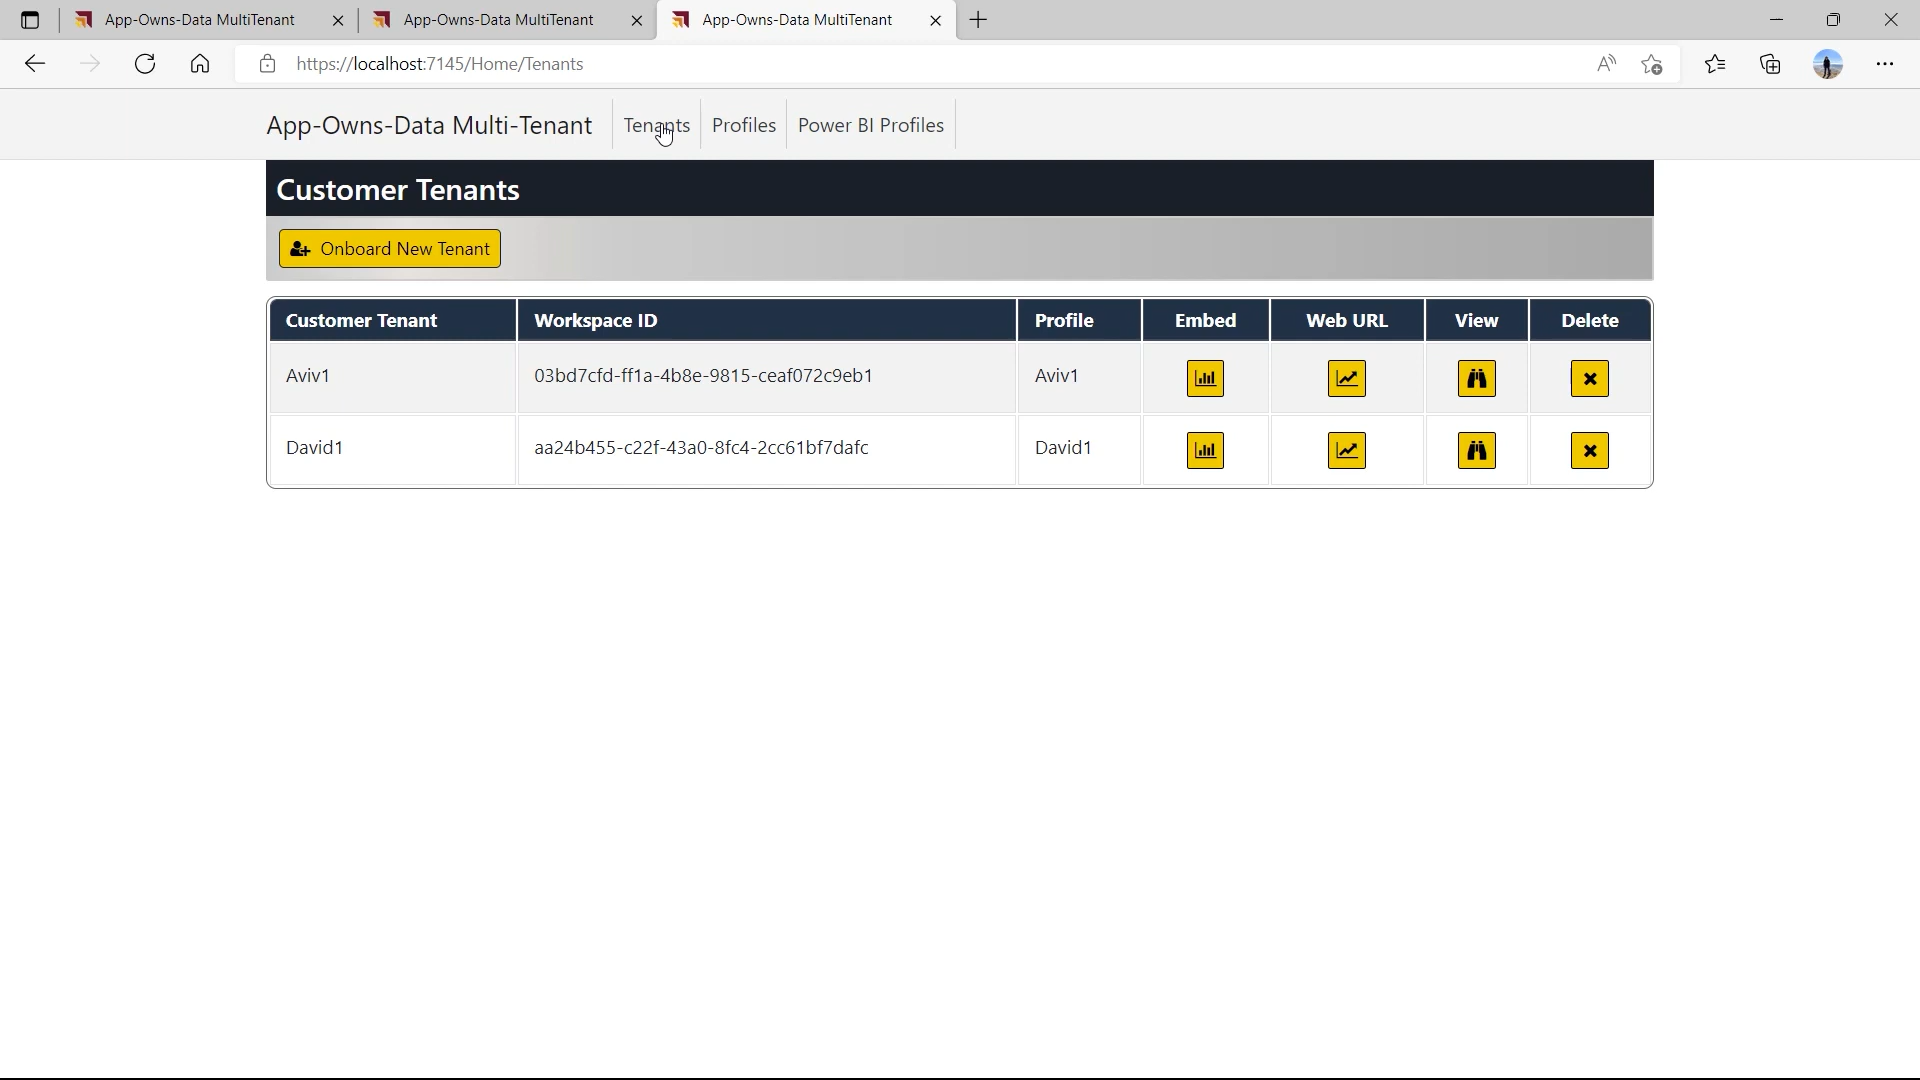 App-Owns-Data MultiTenant
App-Owns-Data MultiTenant
App-Owns-Data MultiTenant
https://localhost:7145/Home/Tenants
App-Owns-Data Multi-Tenant Tenants Profiles Power BI Profiles
Customer Tenants
Onboard New Tenant
Customer Tenant Workspace ID Profile Embed Web URL View Delete
Aviv1 03bd7cfd-ff1a-4b8e-9815-ceaf072c9eb1 Aviv1
David1 aa24b455-c22f-43a0-8fc4-2cc61bf7dafc David1